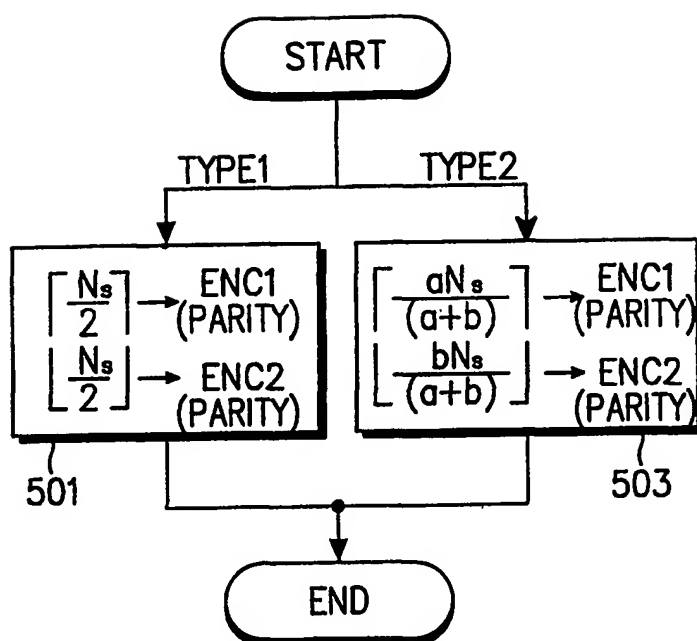 START
TYPE1
TYPE2
⌈Ns/2⌉ → ENC1
(PARITY)
⌊Ns/2⌋ → ENC2
(PARITY)
501
⌈aNs/(a+b)⌉ → ENC1
(PARITY)
⌊bNs/(a+b)⌋ → ENC2
(PARITY)
503
END